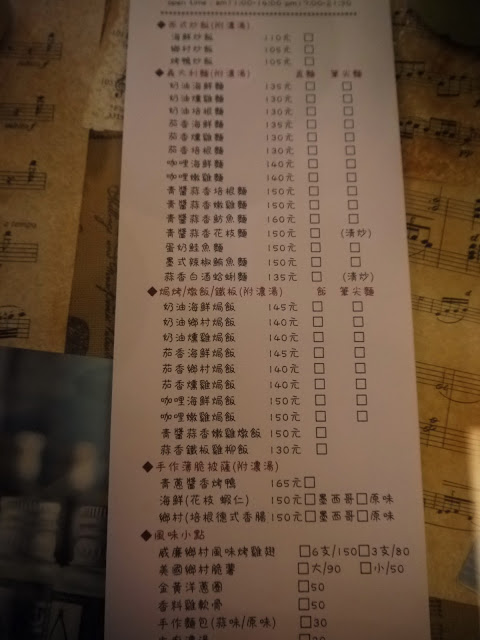 ◆各式炒飯(附濃湯)
海鮮炒飯 110元 □
鄉村炒飯 105元 □
烤鴨炒飯 105元 □
◆義大利麵(附濃湯) 直麵 筆尖麵
奶油海鮮麵 135元 □ □
奶油燻雞麵 130元 □ □
奶油培根麵 130元 □ □
茄香海鮮麵 135元 □ □
茄香燻雞麵 130元 □ □
茄香培根麵 130元 □ □
咖哩海鮮麵 140元 □ □
咖哩嫩雞麵 140元 □ □
青醬蒜香培根麵 150元 □ □
青醬蒜香嫩雞麵 150元 □ □
青醬蒜香魴魚麵 160元 □ □
青醬蒜香花枝麵 150元 □ (清炒)
蛋奶鮭魚麵 150元 □ □
墨式辣椒鮪魚麵 150元 □ □
蒜香白酒蛤蜊麵 135元 □ (清炒)
◆焗烤/燉飯/鐵板(附濃湯) 飯 筆尖麵
奶油海鮮焗飯 145元 □ □
奶油鄉村焗飯 140元 □ □
奶油燻雞焗飯 140元 □ □
茄香海鮮焗飯 145元 □ □
茄香鄉村焗飯 140元 □ □
茄香燻雞焗飯 140元 □ □
咖哩海鮮焗飯 150元 □ □
咖哩嫩雞焗飯 150元 □ □
青醬蒜香嫩雞燉飯 150元 □
蒜香鐵板雞柳飯 130元 □
◆手作薄脆披薩(附濃湯)
青蔥醬香烤鴨 165元□
海鮮(花枝 蝦仁) 150元□墨西哥□原味
鄉村(培根德式香腸 150元□墨西哥□原味
◆風味小點
威廉鄉村風味烤雞翅 □6支/150□3支/80
美國鄉村脆薯 □大/90 □小/50
金黃洋蔥圈 □50
香料雞軟骨 □50
手作麵包(蒜味/原味) □30